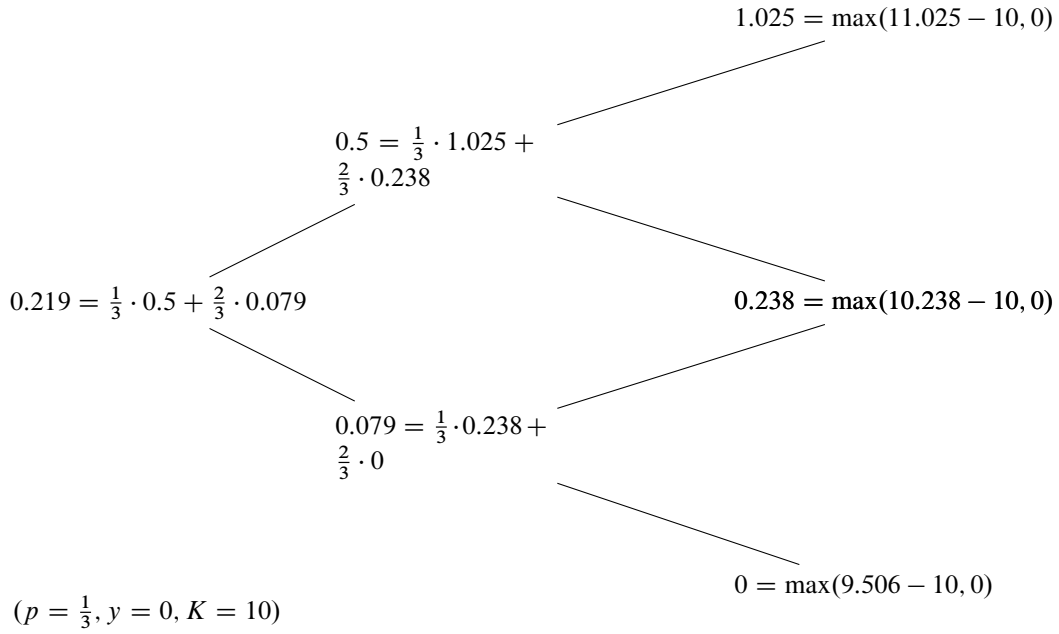 1.025 = max(11.025 − 10, 0)
0.5 = 1/3 · 1.025 +
2/3 · 0.238
0.219 = 1/3 · 0.5 + 2/3 · 0.079
0.238 = max(10.238 − 10, 0)
0.079 = 1/3 · 0.238 +
2/3 · 0
0 = max(9.506 − 10, 0)
(p = 1/3, y = 0, K = 10)